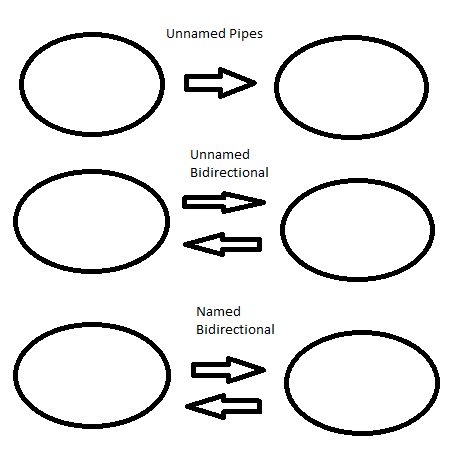 Unnamed Pipes
Unnamed
Bidirectional
Named
Bidirectional